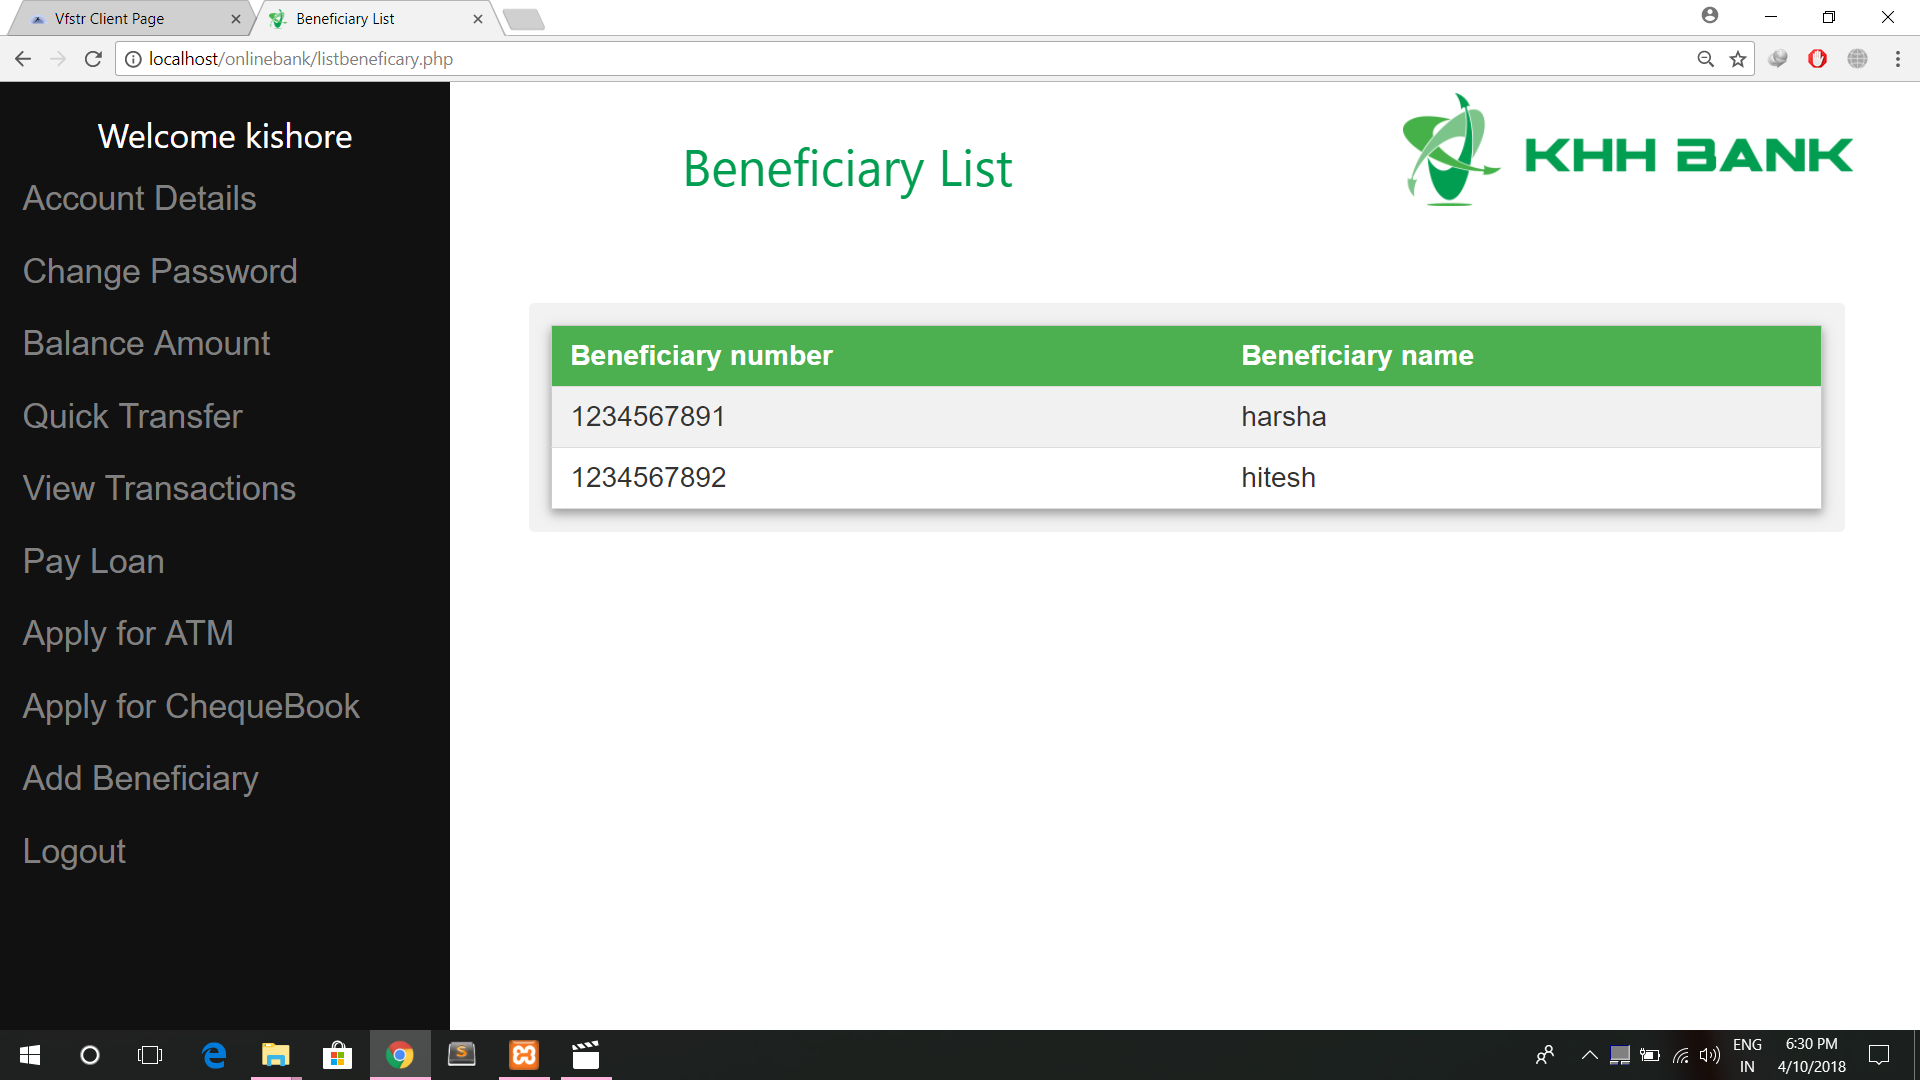 Vfstr Client Page
Beneficiary List
localhost/onlinebank/listbeneficary.php
Welcome kishore
Account Details
Change Password
Balance Amount
Quick Transfer
View Transactions
Pay Loan
Apply for ATM
Apply for ChequeBook
Add Beneficiary
Logout
Beneficiary List
KHH BANK
Beneficiary number Beneficiary name
1234567891 harsha
1234567892 hitesh
ENG
IN
6:30 PM
4/10/2018